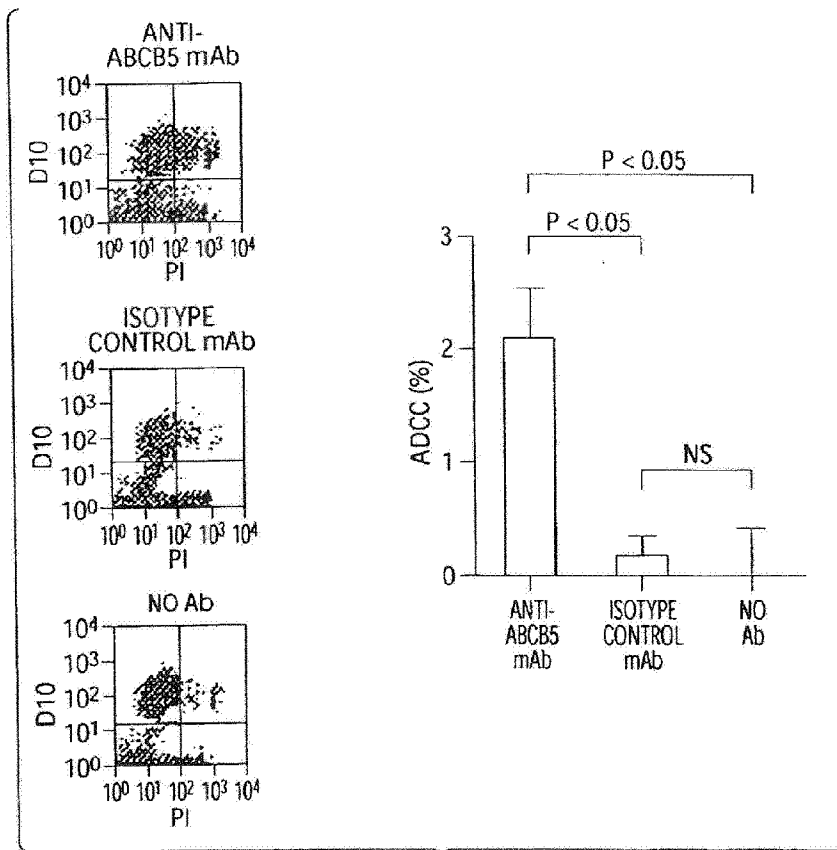 ANTI-
ABCB5 mAb
10⁴
10³
10²
10¹
10⁰
D10
10⁰ 10¹ 10² 10³ 10⁴
PI
ISOTYPE
CONTROL mAb
10⁴
10³
10²
10¹
10⁰
D10
10⁰ 10¹ 10² 10³ 10⁴
PI
NO Ab
10⁴
10³
10²
10¹
10⁰
D10
10⁰ 10¹ 10² 10³ 10⁴
PI
P < 0.05
P < 0.05
NS
3
2
1
0
ADCC (%)
ANTI-
ABCB5
mAb
ISOTYPE
CONTROL
mAb
NO
Ab